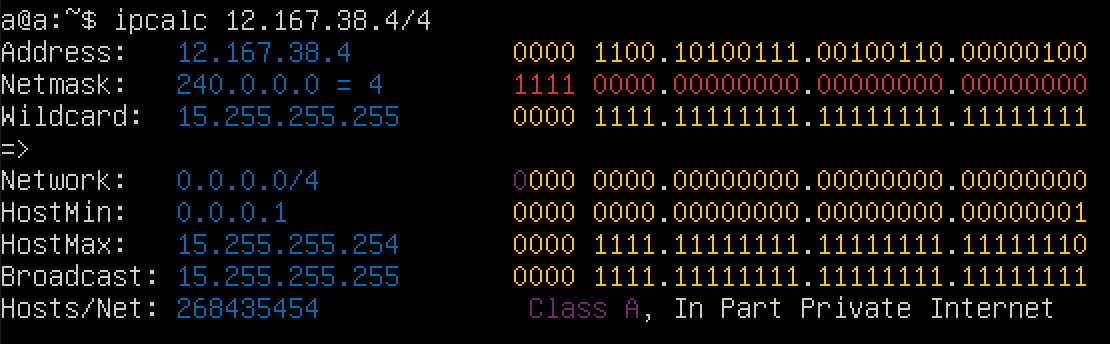 a@a:~$ ipcalc 12.167.38.4/4
Address:   12.167.38.4          0000 1100.10100111.00100110.00000100
Netmask:   240.0.0.0 = 4        1111 0000.00000000.00000000.00000000
Wildcard:  15.255.255.255       0000 1111.11111111.11111111.11111111
=>
Network:   0.0.0.0/4            0000 0000.00000000.00000000.00000000
HostMin:   0.0.0.1              0000 0000.00000000.00000000.00000001
HostMax:   15.255.255.254       0000 1111.11111111.11111111.11111110
Broadcast: 15.255.255.255       0000 1111.11111111.11111111.11111111
Hosts/Net: 268435454             Class A, In Part Private Internet